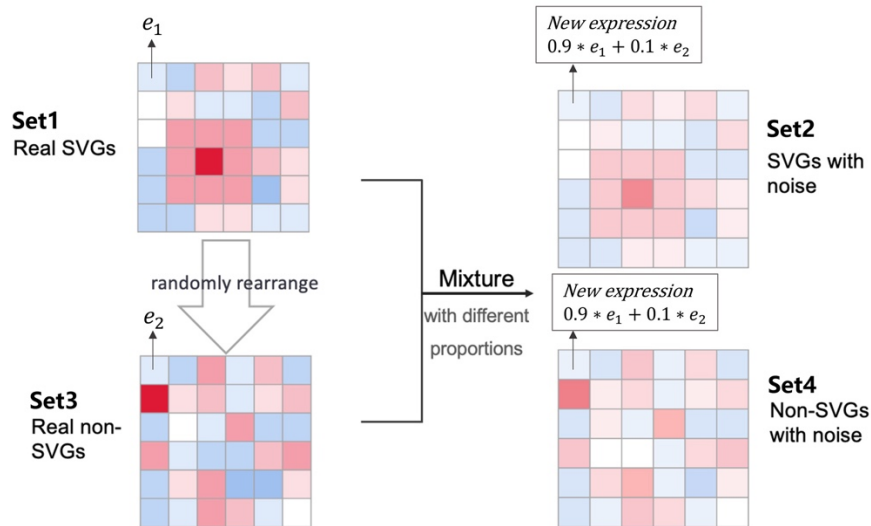 e₁
Set1
Real SVGs
randomly rearrange
e₂
Set3
Real non-
SVGs
Mixture
with different
proportions
New expression
0.9 * e₁ + 0.1 * e₂
Set2
SVGs with
noise
New expression
0.9 * e₁ + 0.1 * e₂
Set4
Non-SVGs
with noise